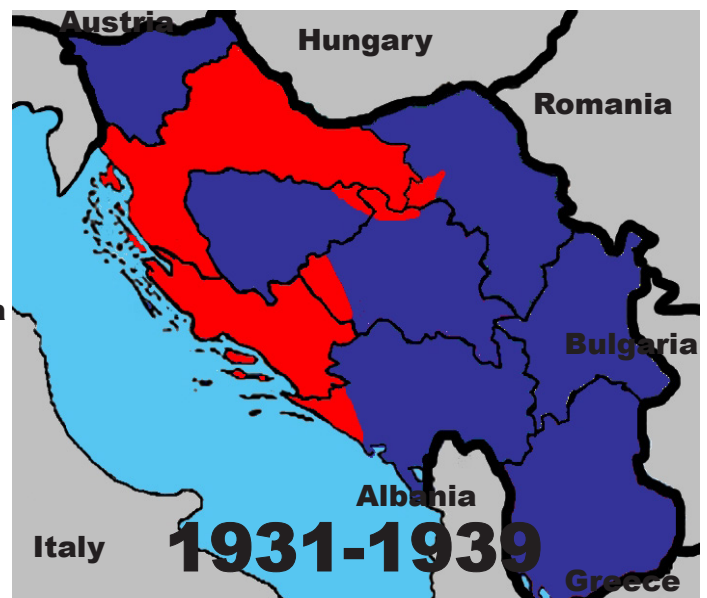 Austria
Hungary
Romania
a
Bulgaria
Albania
1931-1939
Italy
Greece